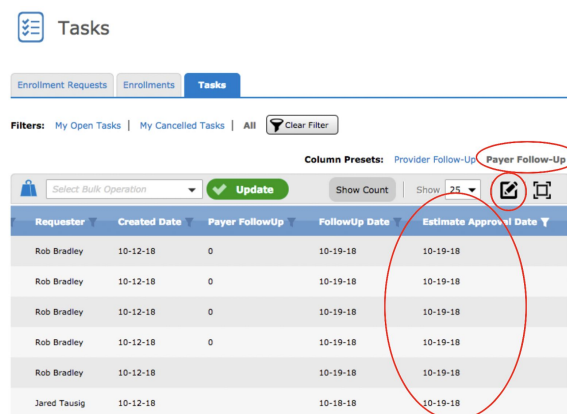 Tasks
Enrollment Requests Enrollments Tasks
Filters: My Open Tasks | My Cancelled Tasks | All Clear Filter
Column Presets: Provider Follow-Up Payer Follow-Up
Select Bulk Operation Update Show Count Show 25
Requester Created Date Payer FollowUp FollowUp Date Estimate Approval Date
Rob Bradley 10-12-18 0 10-19-18 10-19-18
Rob Bradley 10-12-18 0 10-19-18 10-19-18
Rob Bradley 10-12-18 0 10-19-18 10-19-18
Rob Bradley 10-12-18 0 10-19-18 10-19-18
Rob Bradley 10-12-18 10-19-18 10-19-18
Jared Tausig 10-12-18 10-18-18 10-19-18